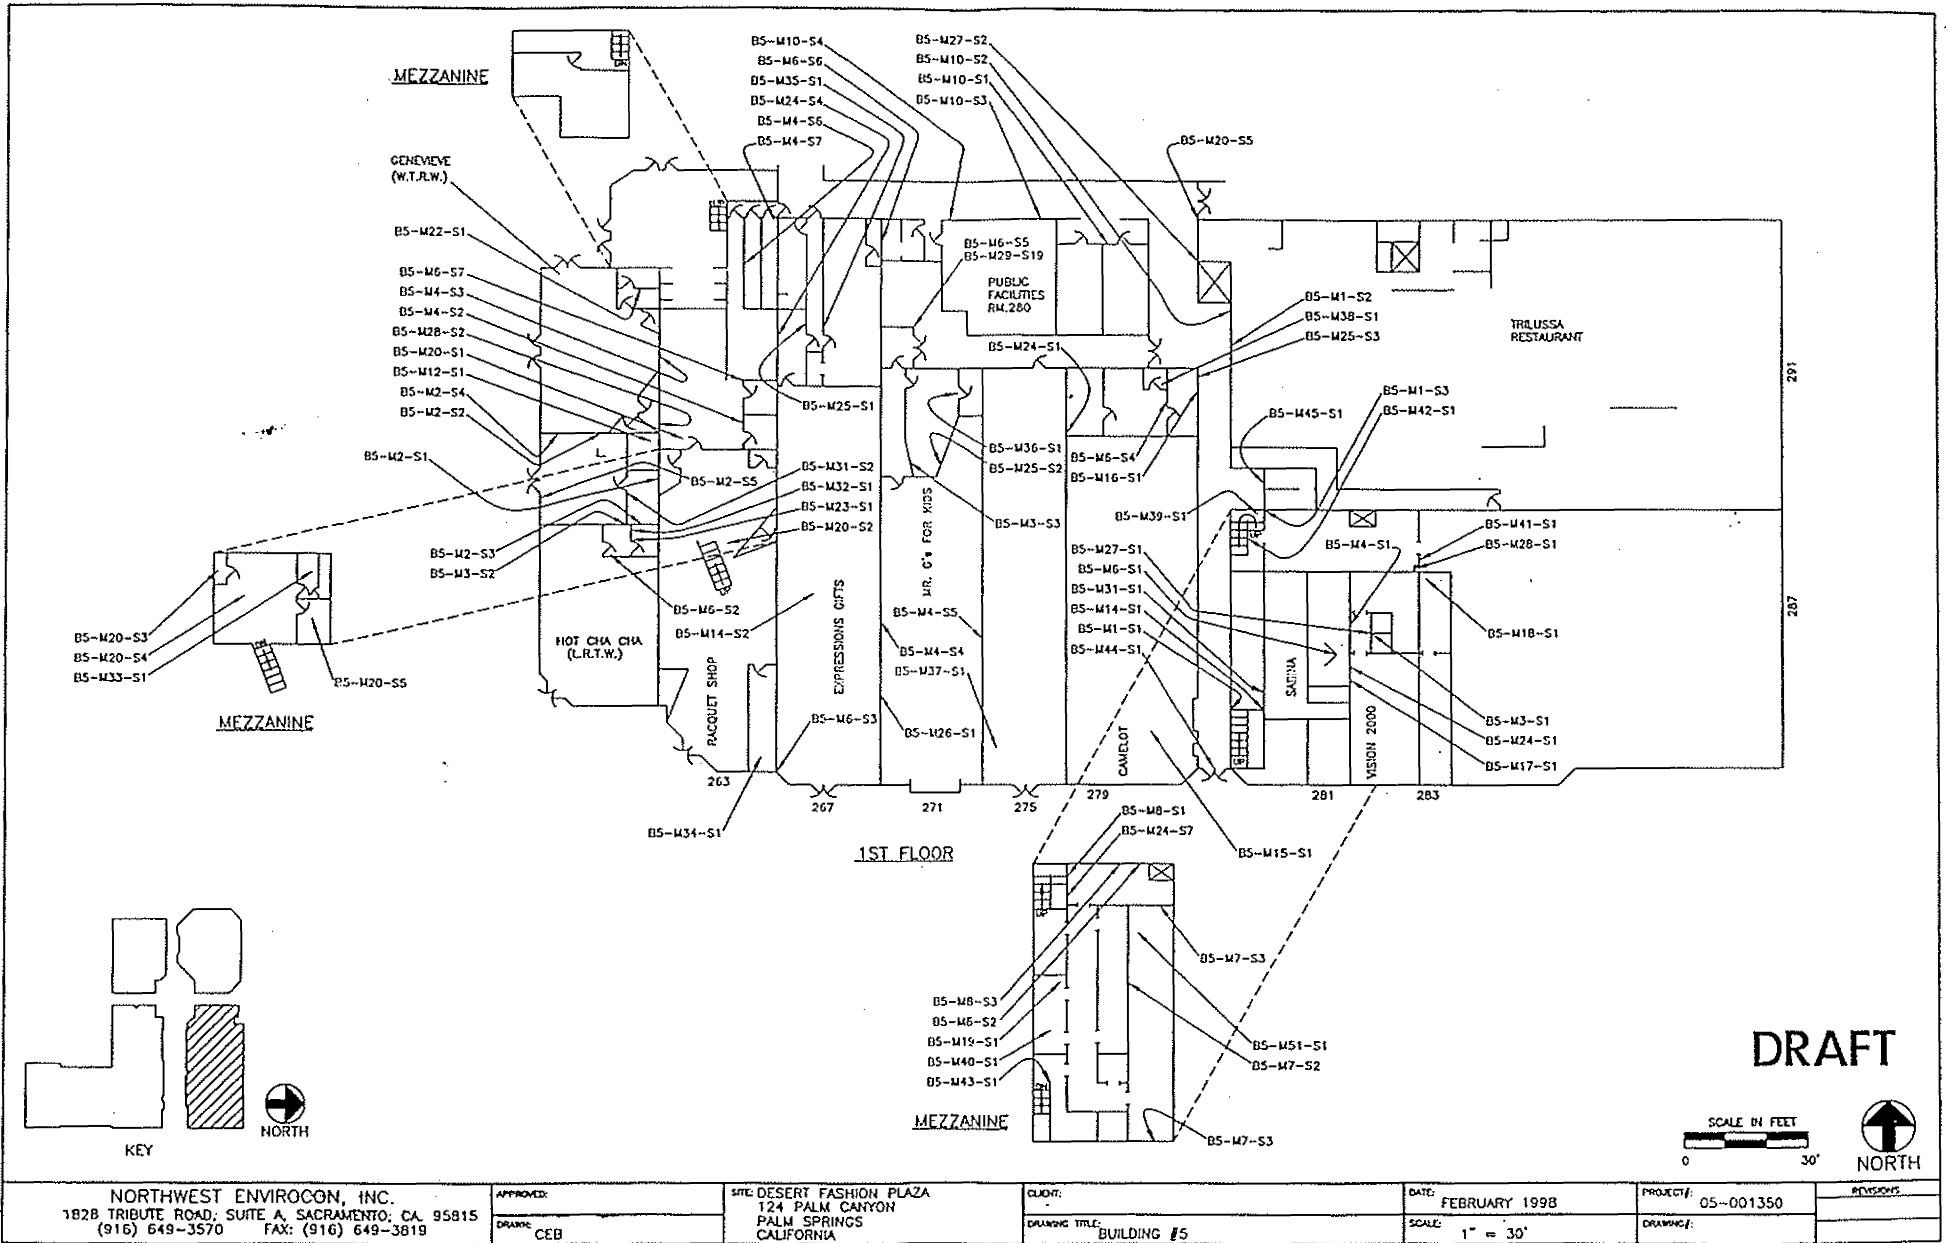 MEZZANINE
B5-M10-S4
B5-M6-S6
B5-M35-S1
B5-M24-S4
B5-M4-S6
B5-M4-S7
B5-M27-S2
B5-M10-S2
B5-M10-S1
B5-M10-S3
B5-M20-S5
GENEVIEVE
(W.T.R.W.)
B5-M22-S1
B5-M6-S7
B5-M4-S3
B5-M4-S2
B5-M28-S2
B5-M20-S1
B5-M12-S1
B5-M2-S4
B5-M2-S2
B5-M2-S1
B5-M6-S5
B5-M29-S19
PUBLIC
FACILITIES
RM.280
B5-M24-S1
B5-M1-S2
B5-M38-S1
B5-M25-S3
TRILUSSA
RESTAURANT
291
B5-M25-S1
B5-M1-S3
B5-M42-S1
B5-M45-S1
B5-M36-S1
B5-M25-S2
B5-M6-S4
B5-M16-S1
B5-M31-S2
B5-M32-S1
B5-M23-S1
B5-M20-S2
B5-M2-S5
B5-M3-S3
B5-M39-S1
B5-M2-S3
B5-M3-S2
B5-M41-S1
B5-M28-S1
B5-M4-S1
B5-M27-S1
B5-M6-S1
B5-M31-S1
B5-M14-S1
B5-M1-S1
B5-M44-S1
287
B5-M18-S1
B5-M6-S2
B5-M14-S2
B5-M4-S5
B5-M4-S4
B5-M37-S1
B5-M20-S3
B5-M20-S4
B5-M33-S1
B5-M20-S6
MEZZANINE
HOT CHA CHA
(L.R.T.W.)
RACQUET SHOP
EXPRESSIONS GIFTS
MR. G's FOR KIDS
CAMELOT
SABINA
VISION 2000
UP
UP
B5-M6-S3
B5-M26-S1
B5-M3-S1
B5-M24-S1
B5-M17-S1
263
267
271
275
279
281
283
B5-M34-S1
1ST FLOOR
B5-M8-S1
B5-M24-S7
B5-M15-S1
B5-M7-S3
B5-M8-S3
B5-M8-S2
B5-M19-S1
B5-M40-S1
B5-M43-S1
B5-M51-S1
B5-M7-S2
B5-M7-S3
MEZZANINE
KEY
NORTH
DRAFT
SCALE IN FEET
0 30'
NORTH
NORTHWEST ENVIROCON, INC.
1828 TRIBUTE ROAD; SUITE A, SACRAMENTO; CA. 95815
(916) 649-3570 FAX: (916) 649-3819
APPROVED:
DRAWN: CEB
SITE: DESERT FASHION PLAZA
124 PALM CANYON
PALM SPRINGS
CALIFORNIA
CLIENT:
DRAWING TITLE: BUILDING #5
DATE: FEBRUARY 1998
SCALE: 1" = 30'
PROJECT#: 05-001350
DRAWING#:
REVISIONS